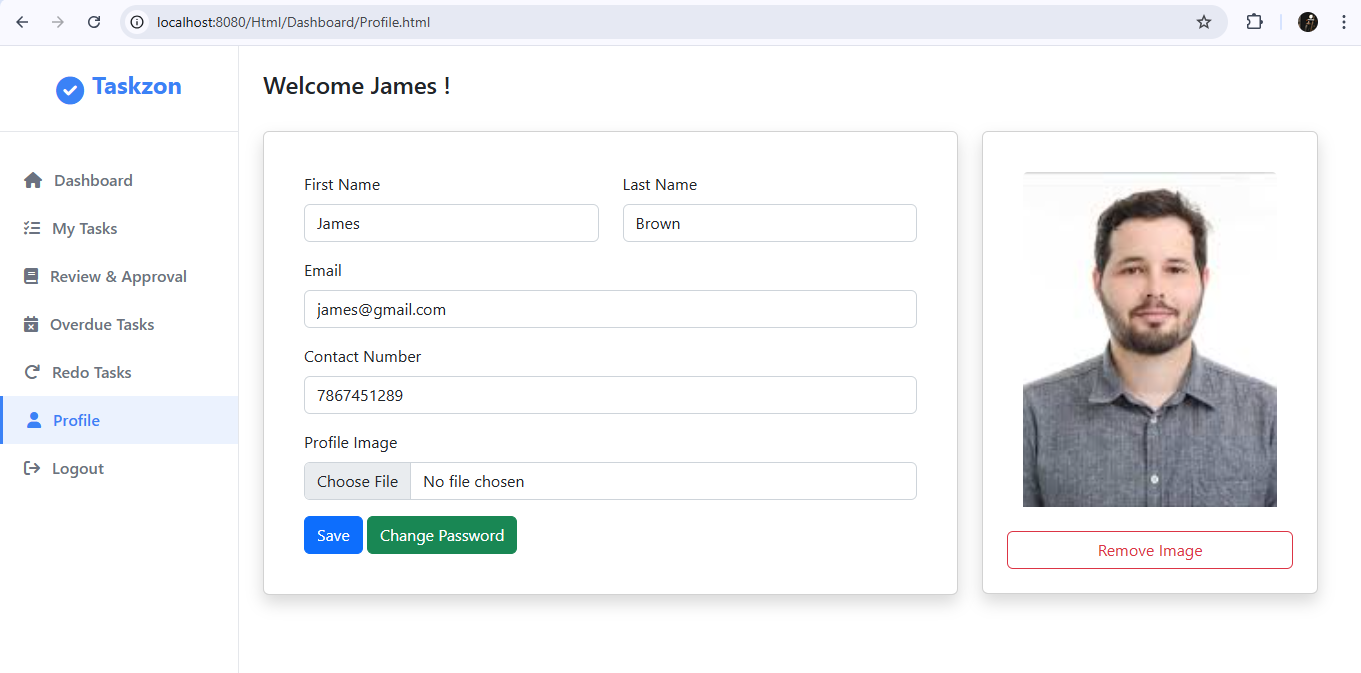 localhost:8080/Html/Dashboard/Profile.html
Taskzon
Dashboard
My Tasks
Review & Approval
Overdue Tasks
Redo Tasks
Profile
Logout
Welcome James !
First Name
Last Name
James
Brown
Email
james@gmail.com
Contact Number
7867451289
Profile Image
Choose File No file chosen
Save Change Password
Remove Image